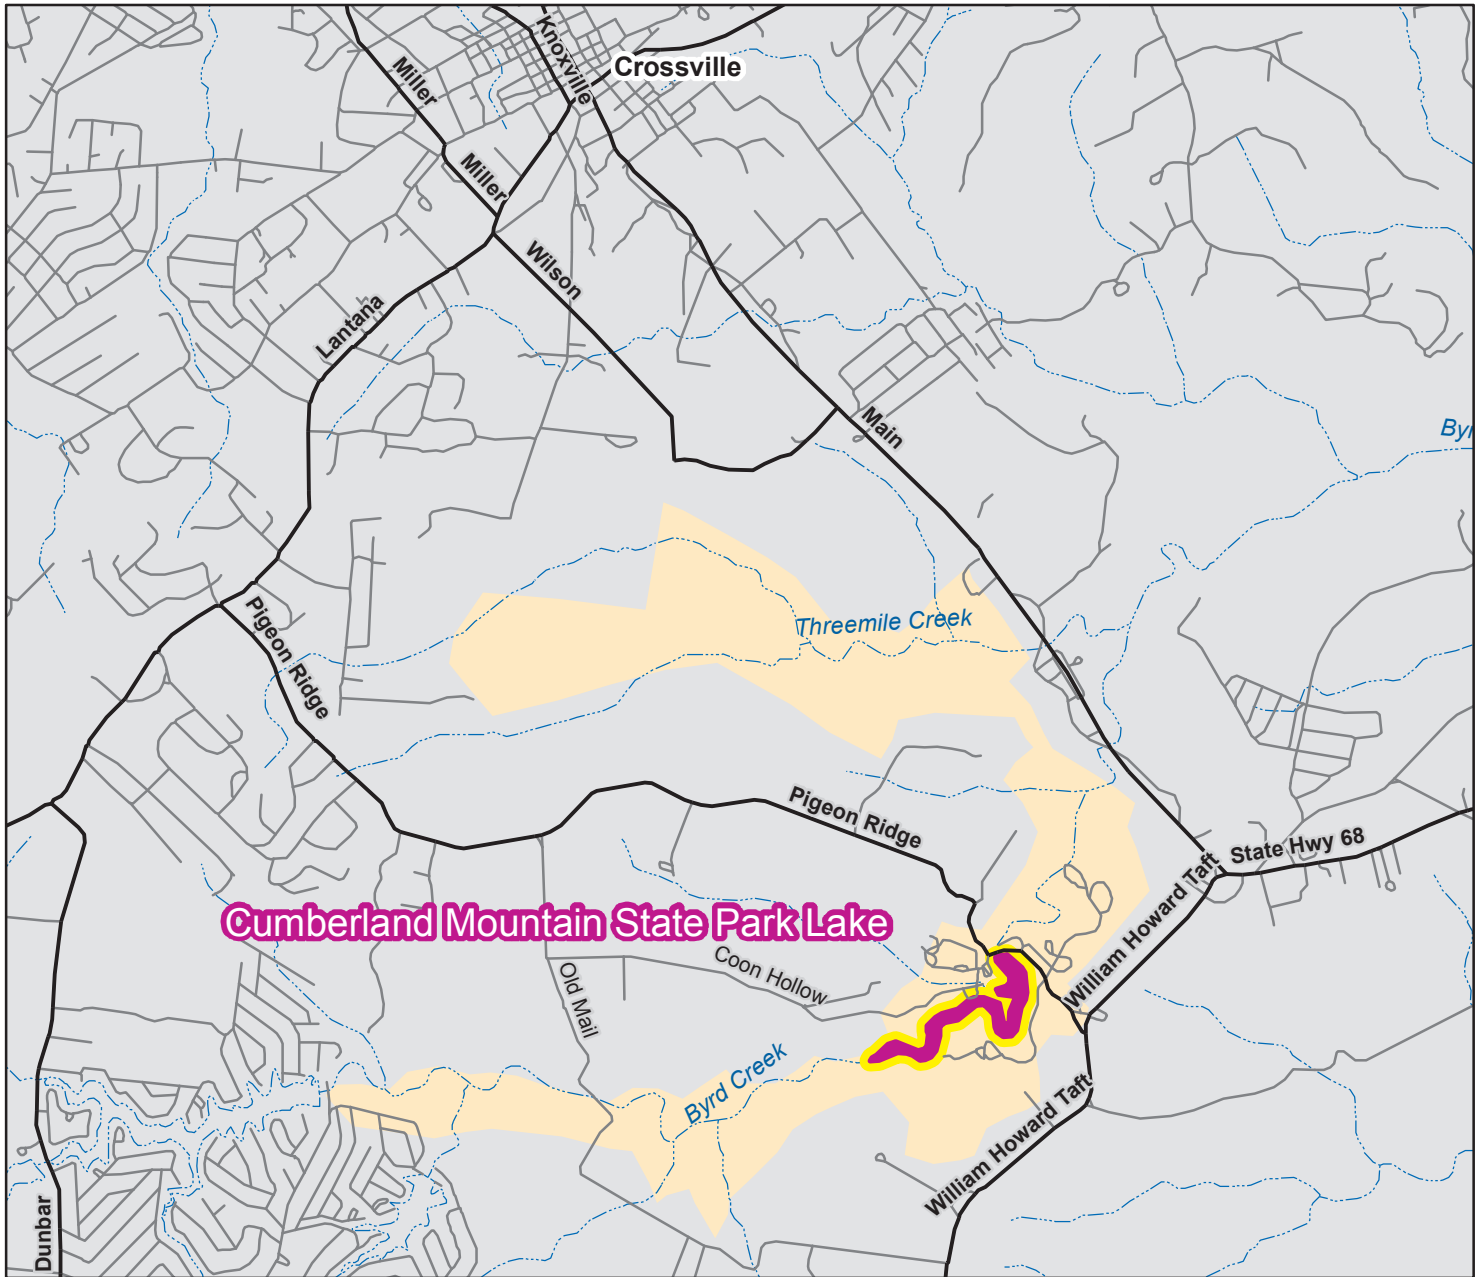 Knoxville
Crossville
Miller
Miller
Wilson
Lantana
Main
Byr
Pigeon Ridge
Threemile Creek
Pigeon Ridge
State Hwy 68
William Howard Taft
Cumberland Mountain State Park Lake
Coon Hollow
Old Mail
Byrd Creek
William Howard Taft
Dunbar